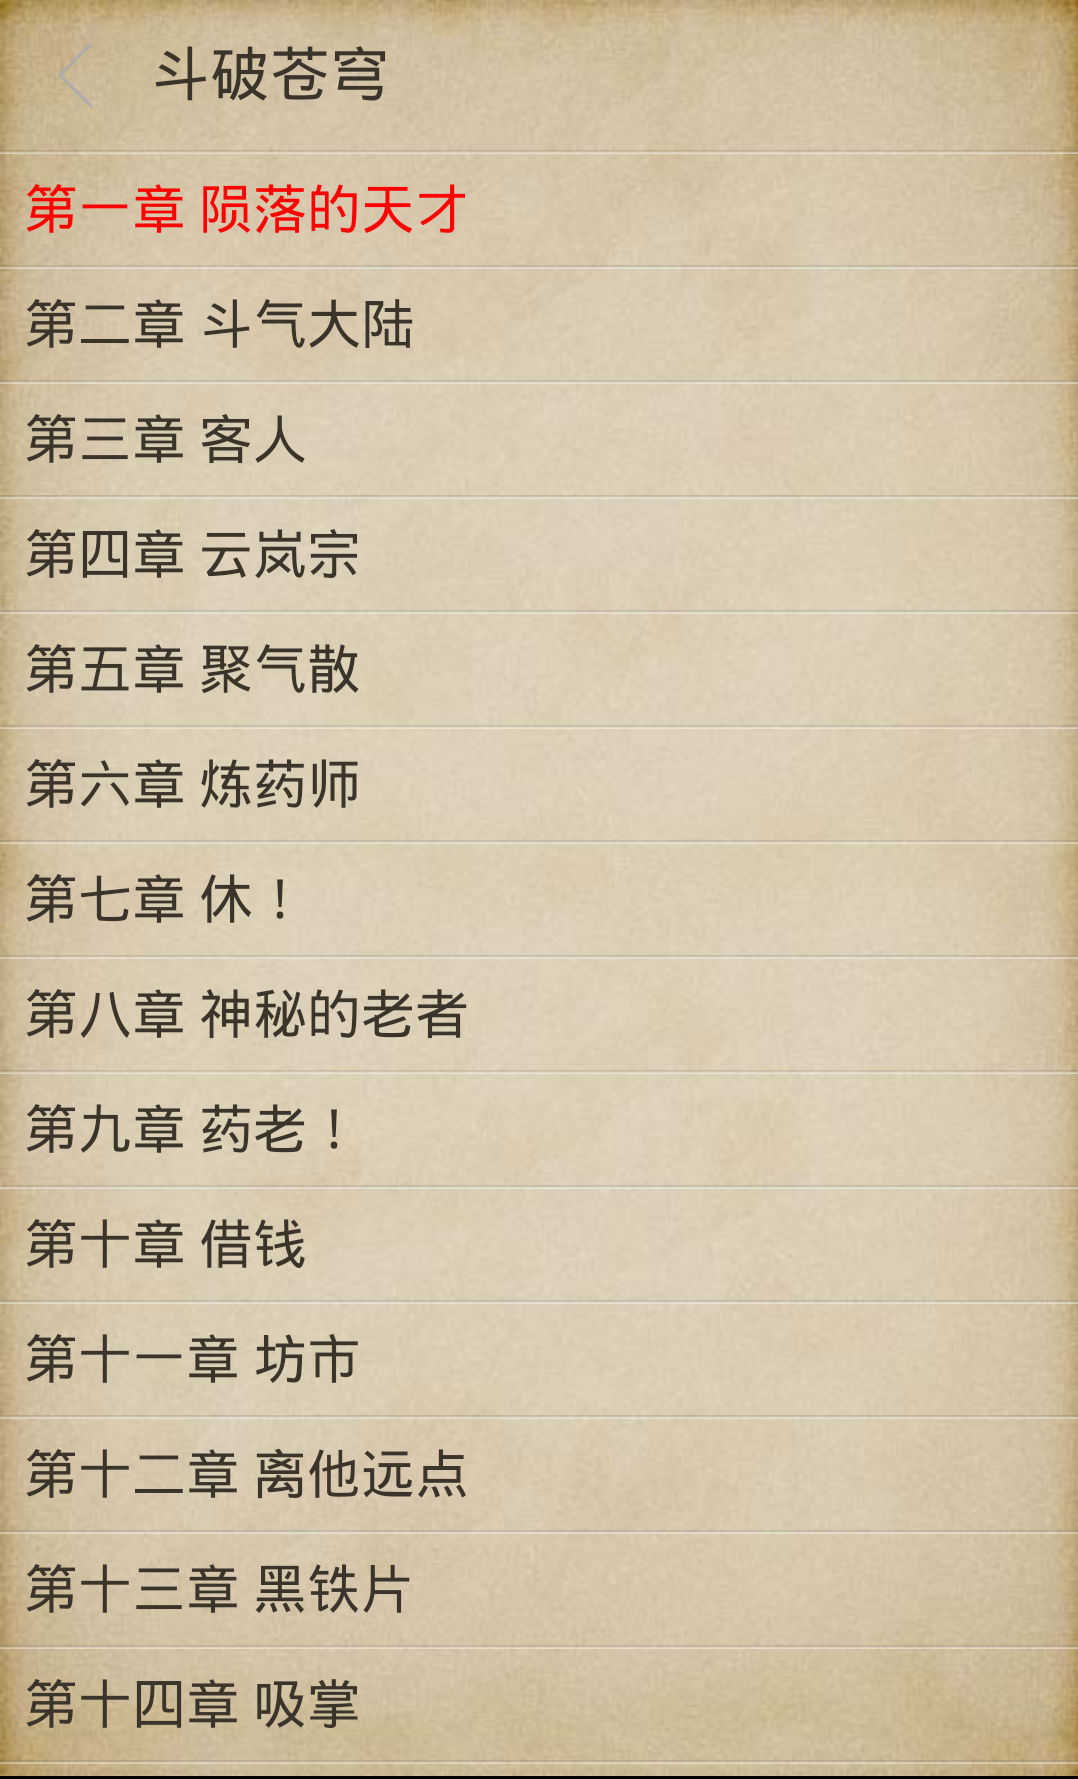 斗破苍穹
第一章 陨落的天才
第二章 斗气大陆
第三章 客人
第四章 云岚宗
第五章 聚气散
第六章 炼药师
第七章 休！
第八章 神秘的老者
第九章 药老！
第十章 借钱
第十一章 坊市
第十二章 离他远点
第十三章 黑铁片
第十四章 吸掌